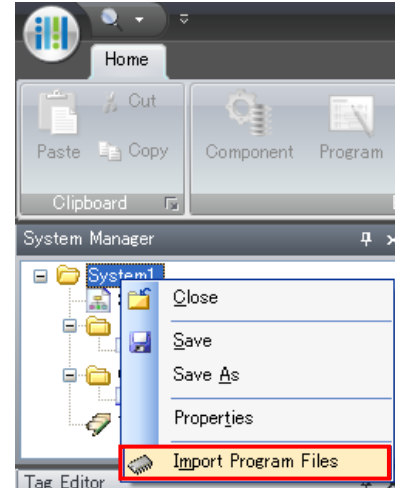 Home
Cut
Paste
Copy
Component
Program
Clipboard
System Manager
System1
Close
Save
Save As
Properties
Import Program Files
Tag Editor